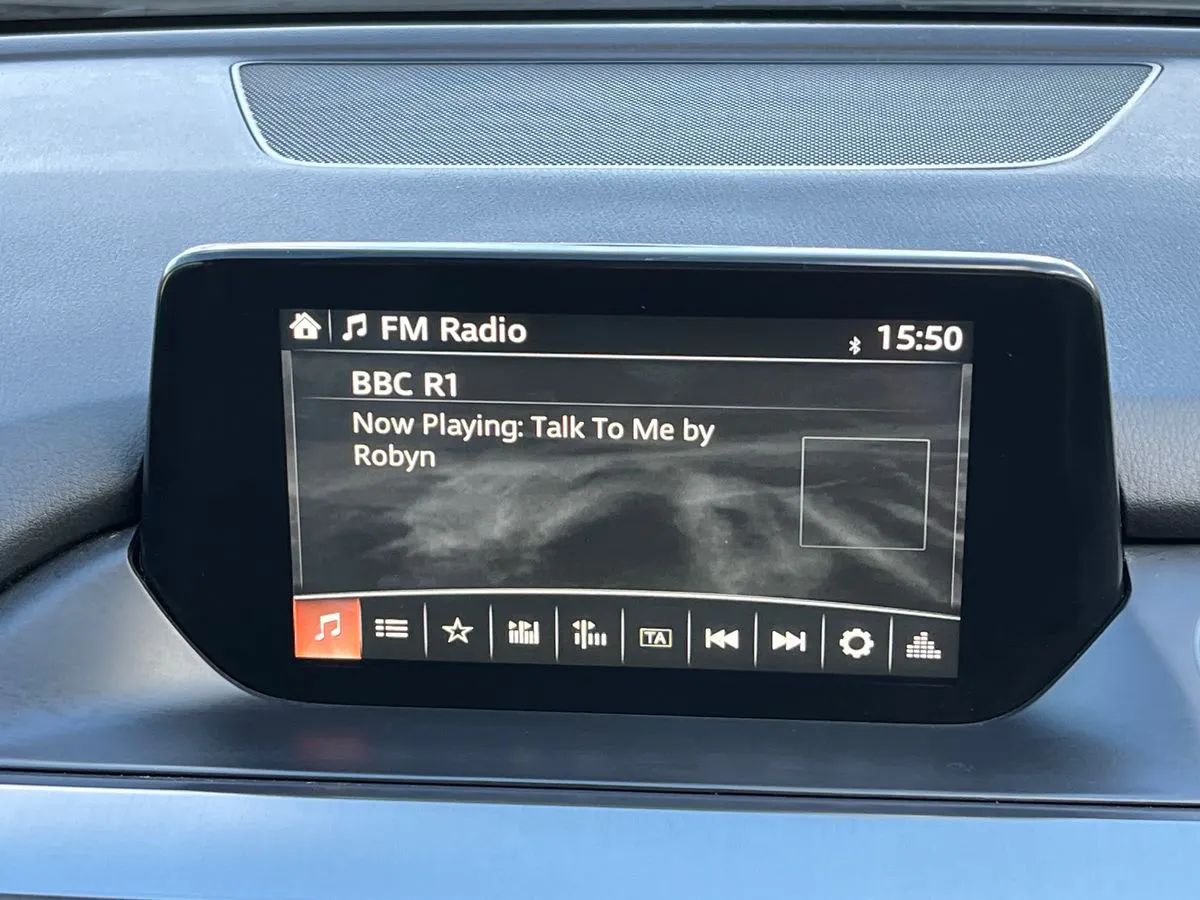 FM Radio
15:50
BBC R1
Now Playing: Talk To Me by
Robyn
TA